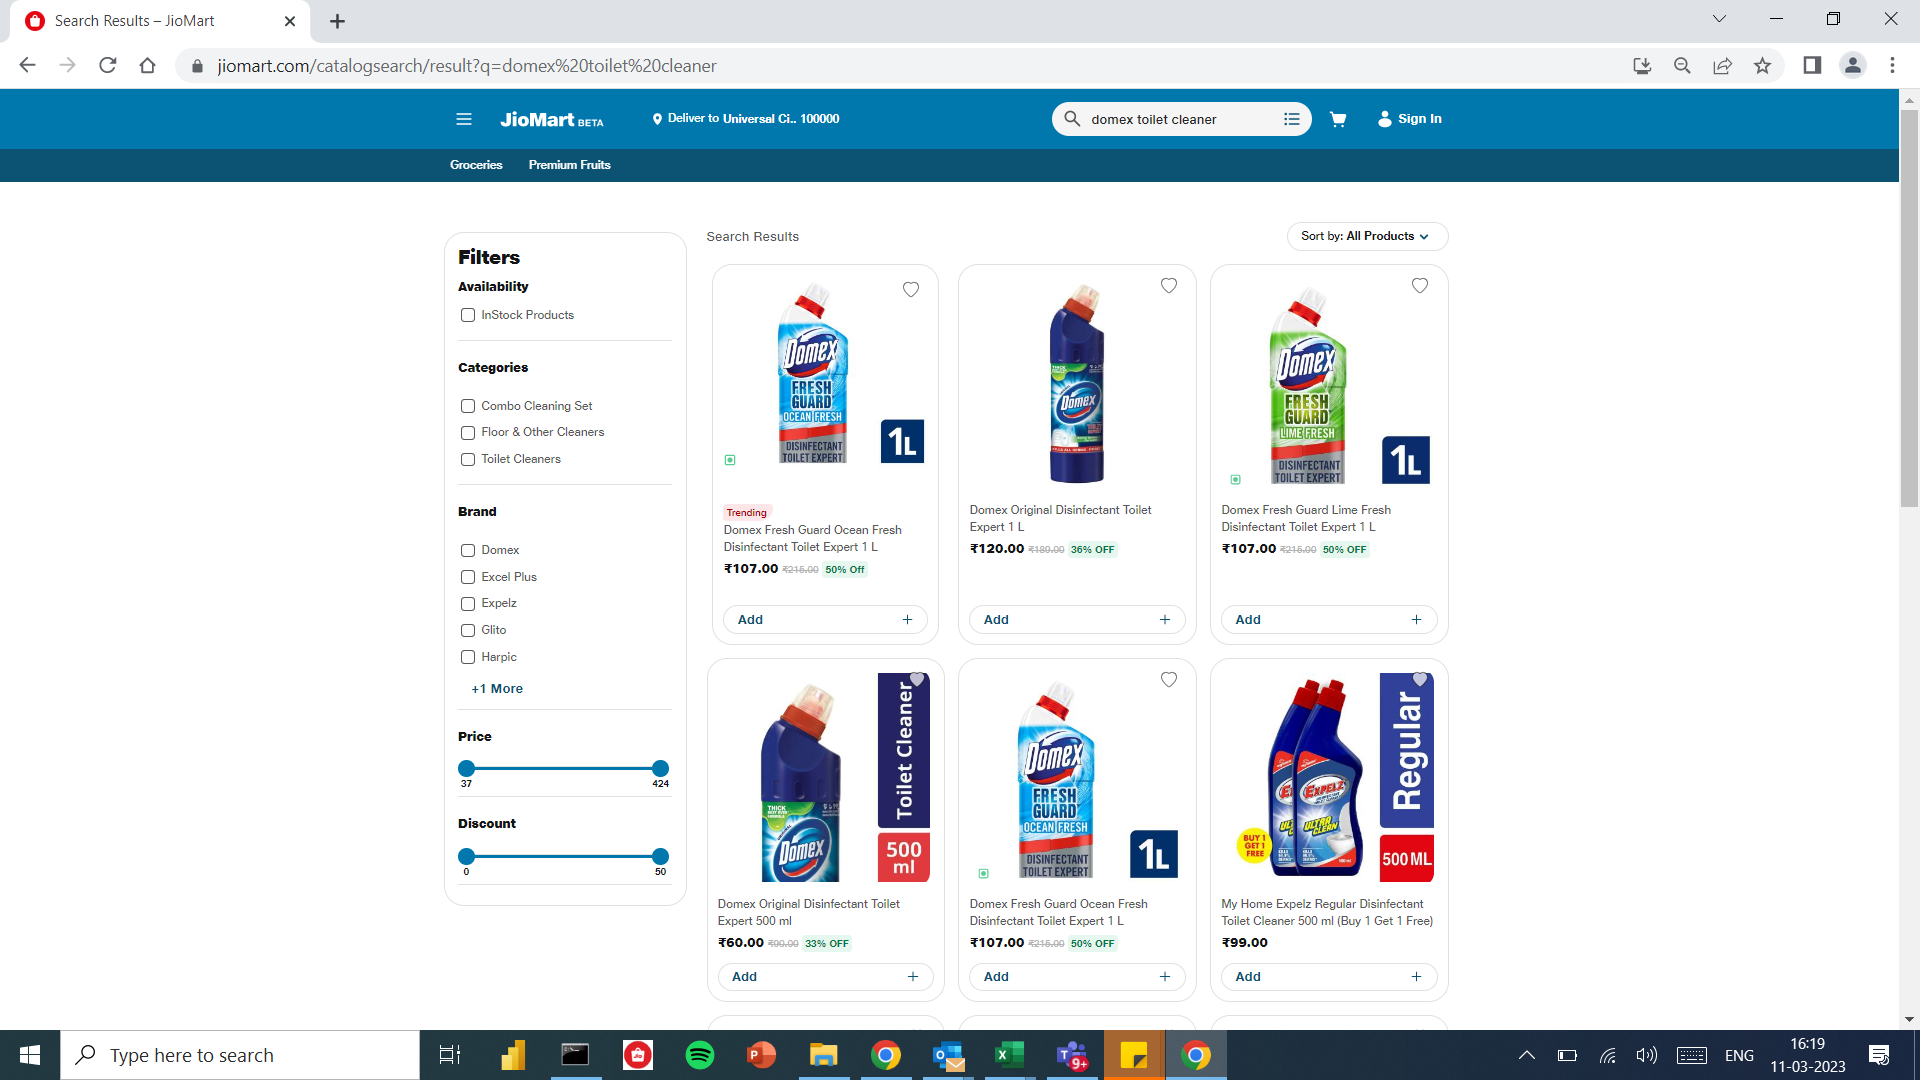 Search Results – JioMart
jiomart.com/catalogsearch/result?q=domex%20toilet%20cleaner
JioMart BETA
Deliver to Universal Ci.. 100000
domex toilet cleaner
Sign In
Groceries
Premium Fruits
Filters
Availability
InStock Products
Categories
Combo Cleaning Set
Floor & Other Cleaners
Toilet Cleaners
Brand
Domex
Excel Plus
Expelz
Glito
Harpic
+1 More
Price
37
424
Discount
0
50
Search Results
Sort by: All Products
Domex
FRESH
GUARD
OCEAN FRESH
DISINFECTANT
TOILET EXPERT
1L
Trending
Domex Fresh Guard Ocean Fresh
Disinfectant Toilet Expert 1 L
₹107.00 ₹215.00 50% Off
Add
Domex
Domex Original Disinfectant Toilet
Expert 1 L
₹120.00 ₹189.00 36% OFF
Add
Domex
FRESH
GUARD
LIME FRESH
DISINFECTANT
TOILET EXPERT
1L
Domex Fresh Guard Lime Fresh
Disinfectant Toilet Expert 1 L
₹107.00 ₹215.00 50% OFF
Add
THICK
Domex
Toilet Cleaner
500
ml
Domex Original Disinfectant Toilet
Expert 500 ml
₹60.00 ₹90.00 33% OFF
Add
Domex
FRESH
GUARD
OCEAN FRESH
DISINFECTANT
TOILET EXPERT
1L
Domex Fresh Guard Ocean Fresh
Disinfectant Toilet Expert 1 L
₹107.00 ₹215.00 50% OFF
Add
EXPELZ
ULTRA
CLEAN
BUY 1
GET 1
FREE
Regular
500 ML
My Home Expelz Regular Disinfectant
Toilet Cleaner 500 ml (Buy 1 Get 1 Free)
₹99.00
Add
Type here to search
9+
ENG
16:19
11-03-2023